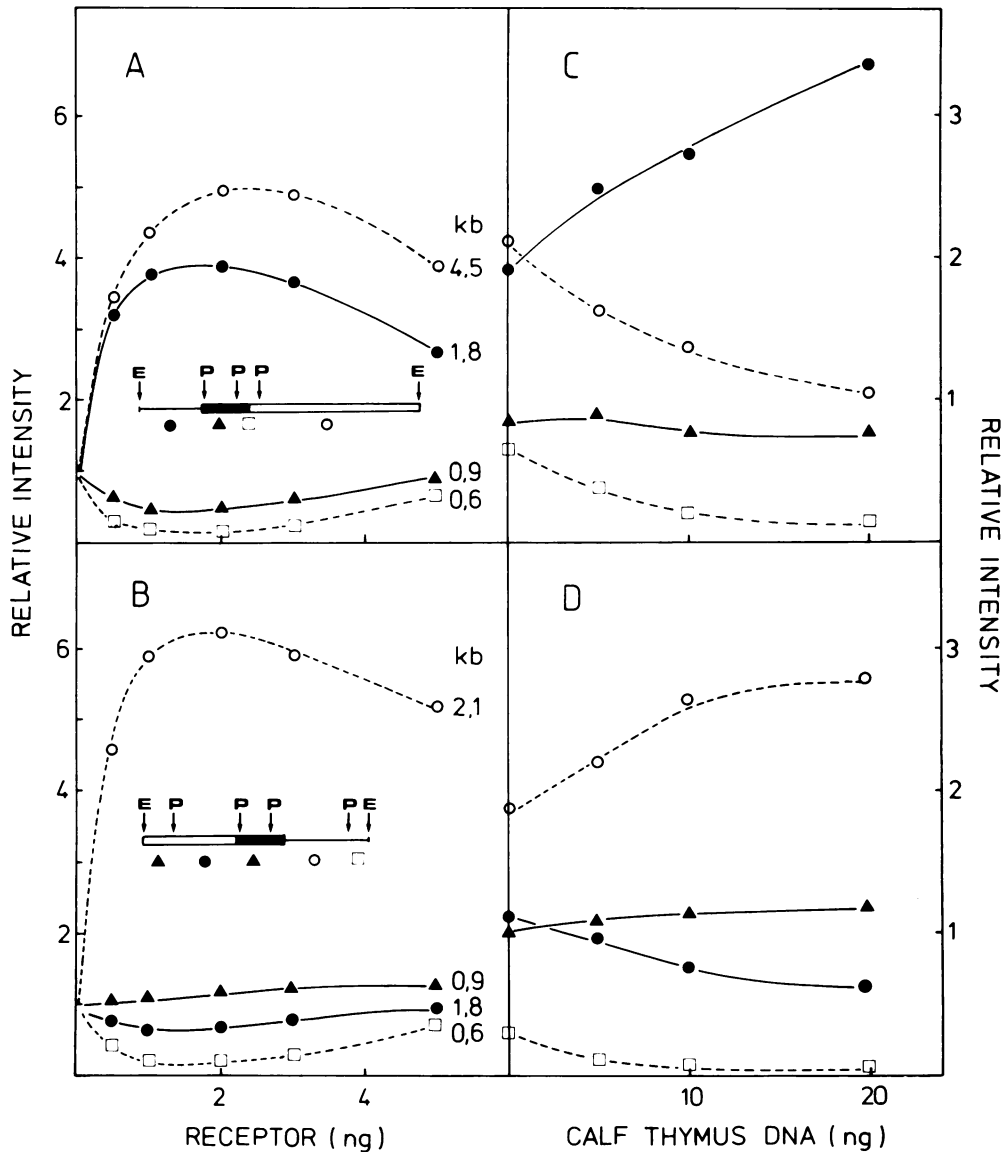 A
C
6
3
4
kb
4,5
2
1,8
E P P P E
2
1
0,9
0,6
RELATIVE INTENSITY
RELATIVE INTENSITY
B
D
6
kb
2,1
3
4
E P P P P E
2
2
0,9
1,8
0,6
1
2
4
10
20
RECEPTOR (ng)
CALF THYMUS DNA (ng)